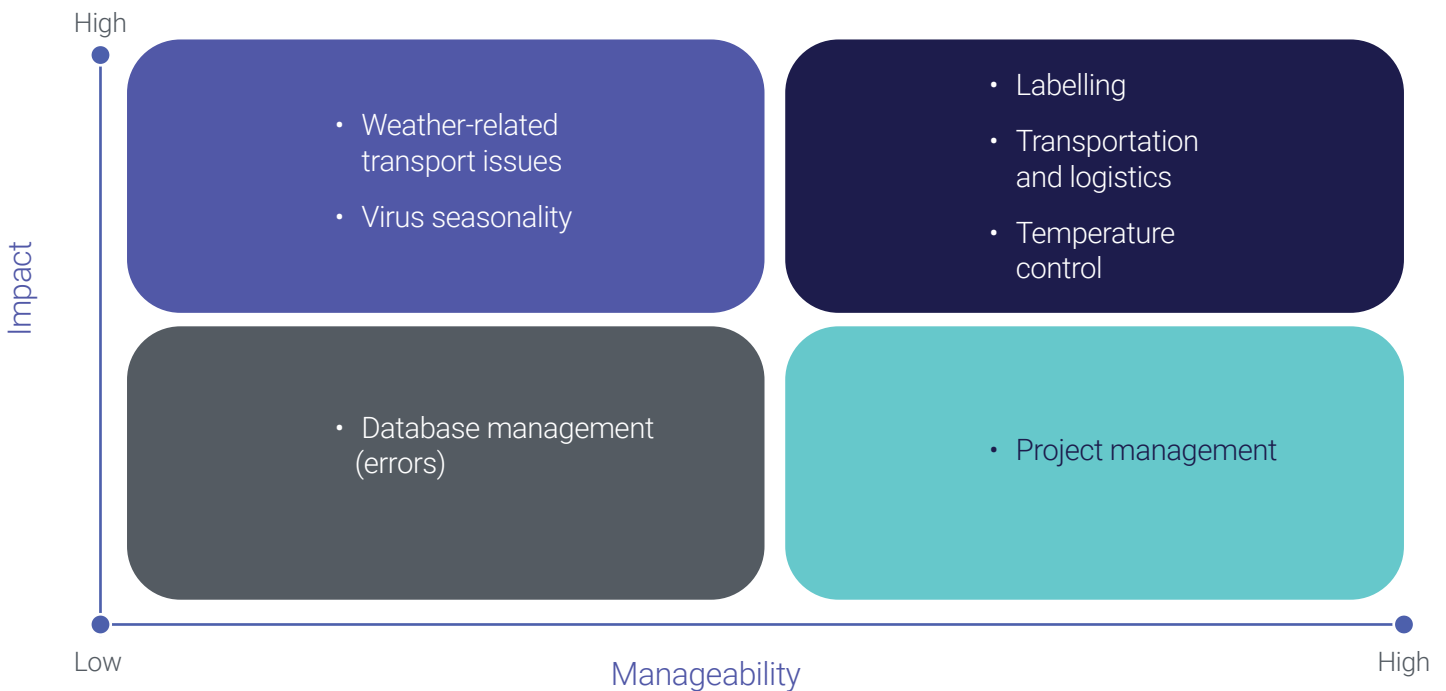 High
Impact
• Weather-related
transport issues
• Virus seasonality
• Labelling
• Transportation
and logistics
• Temperature
control
• Database management
(errors)
• Project management
Low
Manageability
High